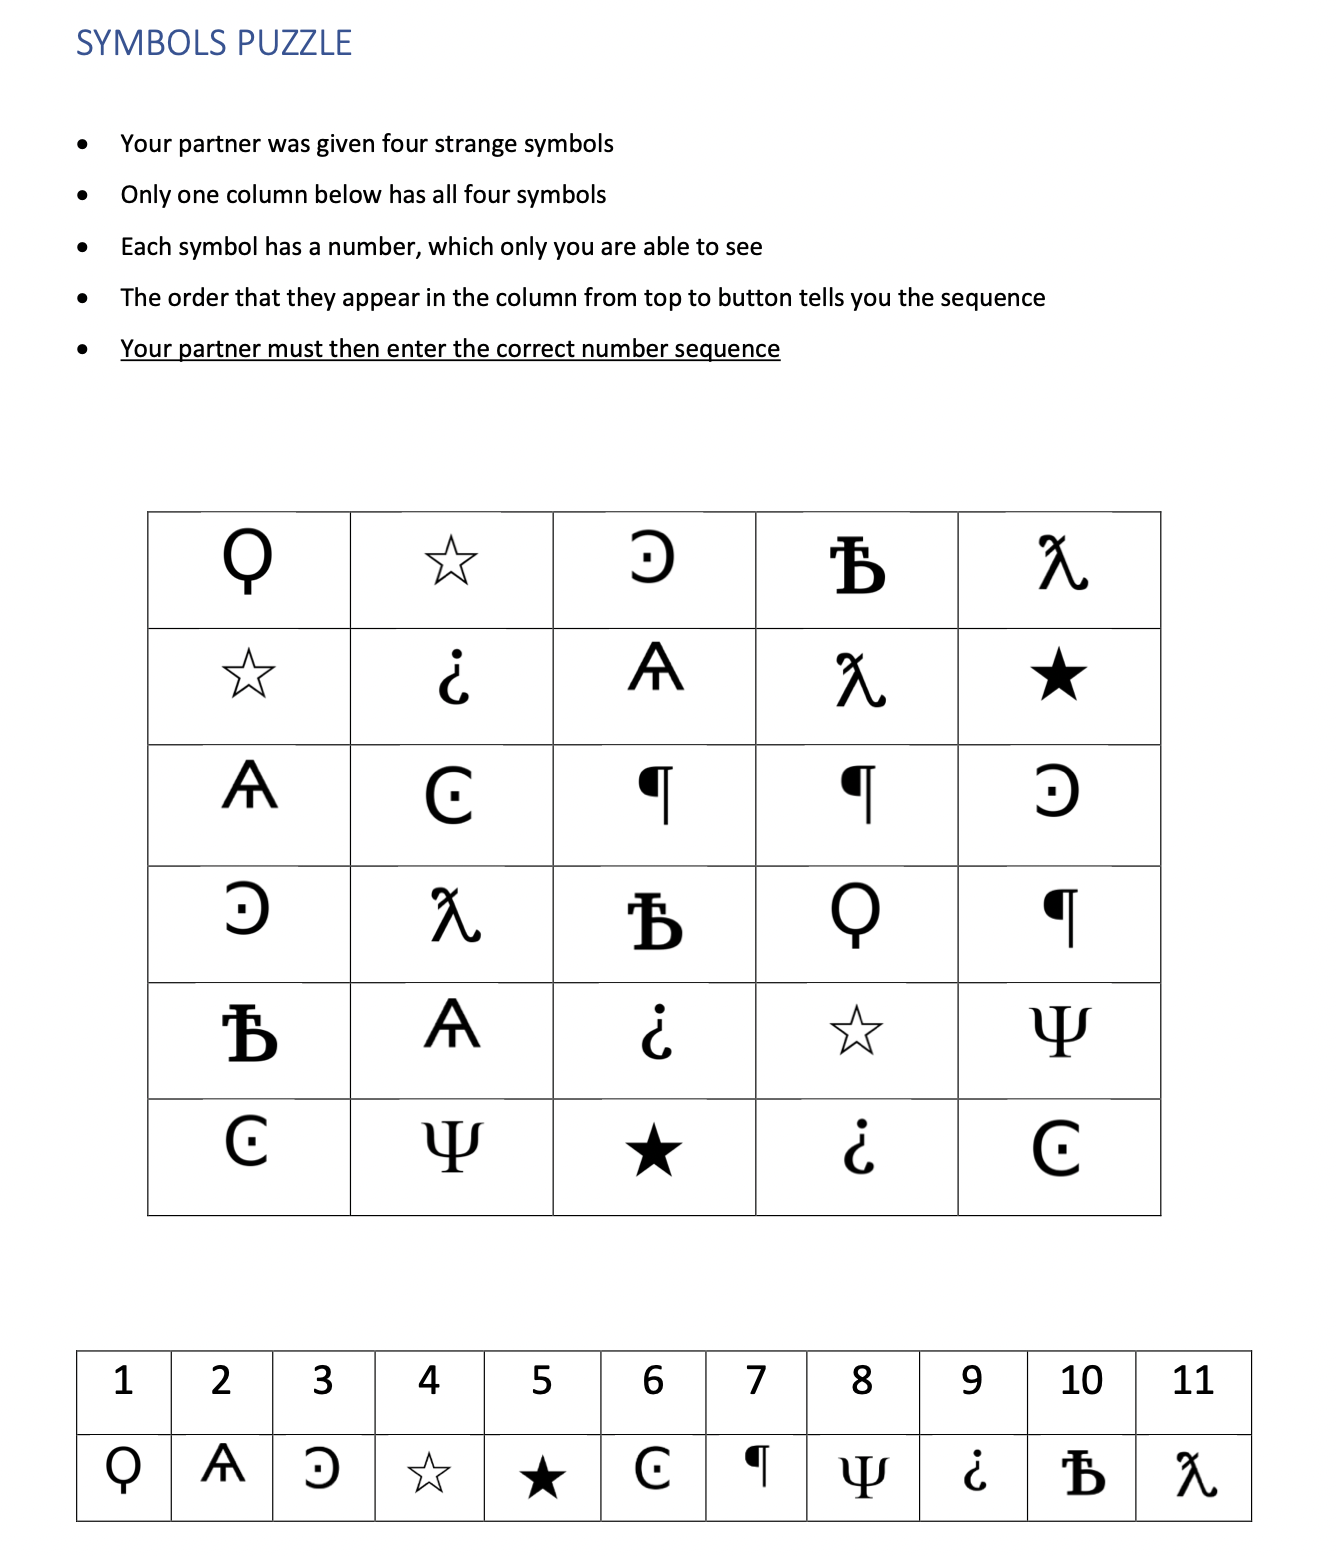 SYMBOLS PUZZLE
• Your partner was given four strange symbols
• Only one column below has all four symbols
• Each symbol has a number, which only you are able to see
• The order that they appear in the column from top to button tells you the sequence
• Your partner must then enter the correct number sequence
Ϙ ☆ Ͽ Ѣ ƛ
☆ ¿ Ѧ ƛ ★
Ѧ Ͼ ¶ ¶ Ͽ
Ͽ ƛ Ѣ Ϙ ¶
Ѣ Ѧ ¿ ☆ Ψ
Ͼ Ψ ★ ¿ Ͼ
1 2 3 4 5 6 7 8 9 10 11
Ϙ Ѧ Ͽ ☆ ★ Ͼ ¶ Ψ ¿ Ѣ ƛ